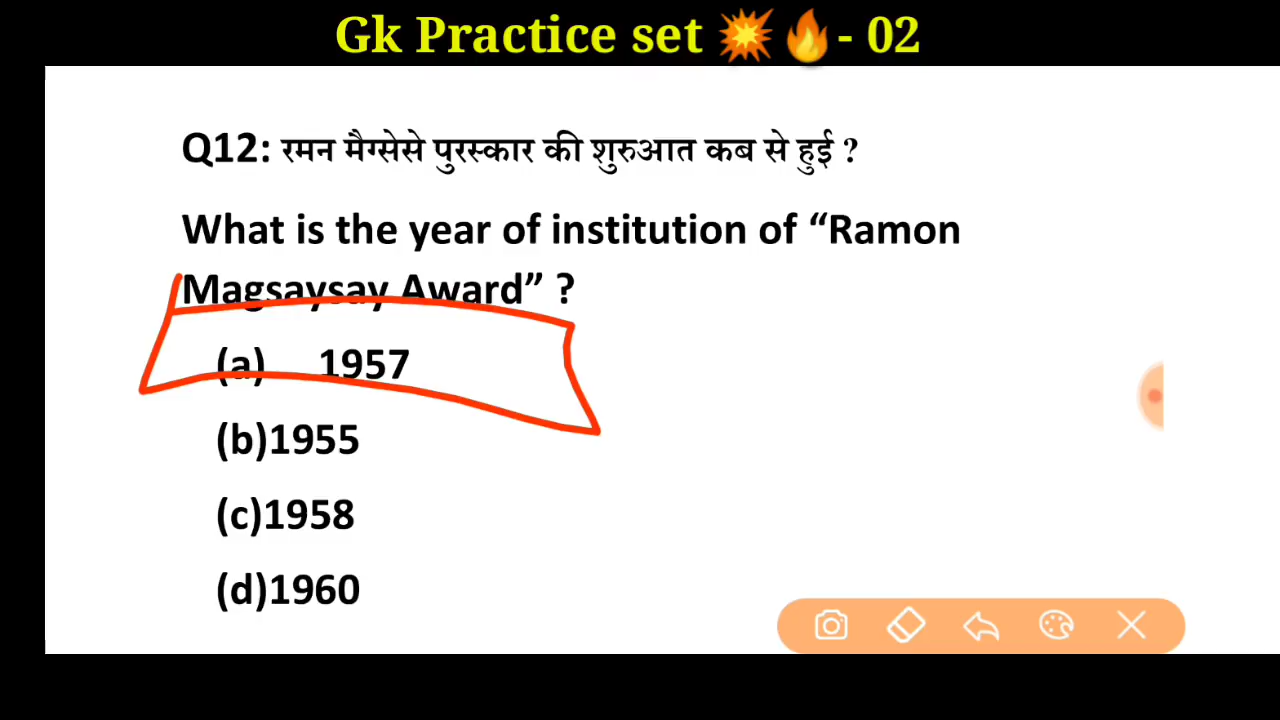 Gk Practice set 💥🔥- 02
Q12: रमन मैग्सेसे पुरस्कार की शुरुआत कब से हुई ?
What is the year of institution of “Ramon
Magsaysay Award” ?
(a) 1957
(b)1955
(c)1958
(d)1960